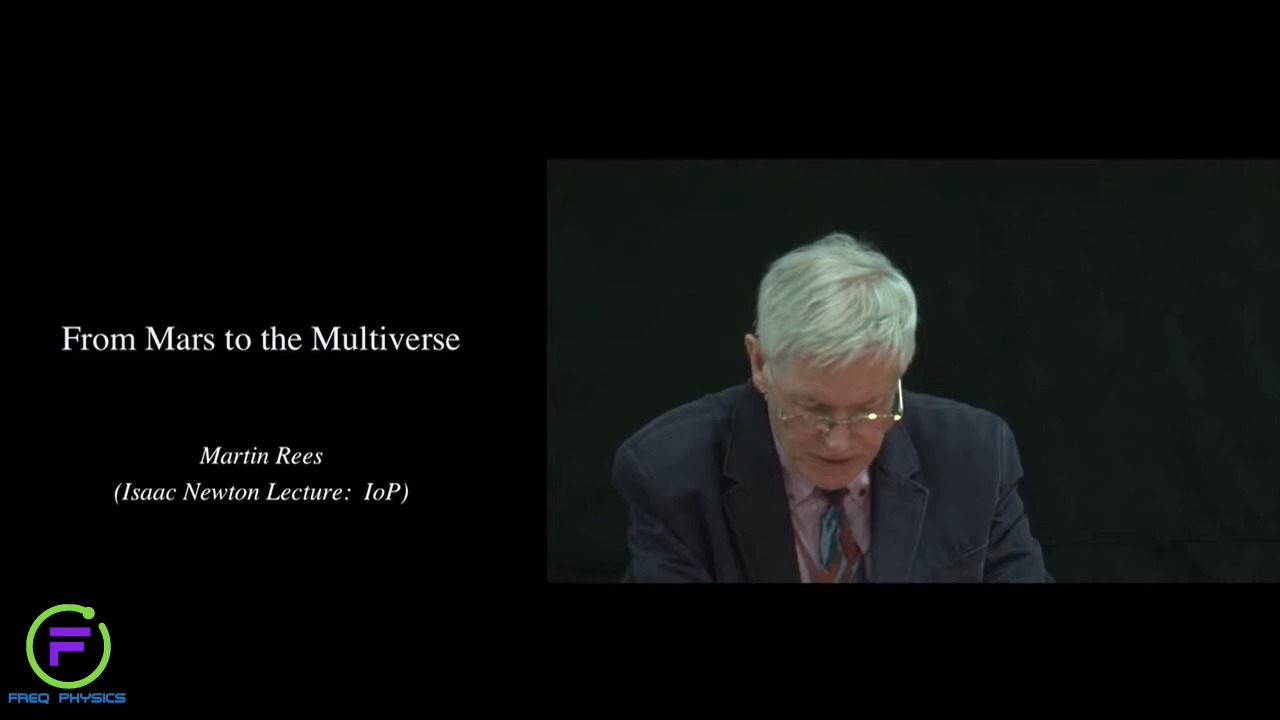 From Mars to the Multiverse
Martin Rees
(Isaac Newton Lecture: IoP)
F
FREQ PHYSICS